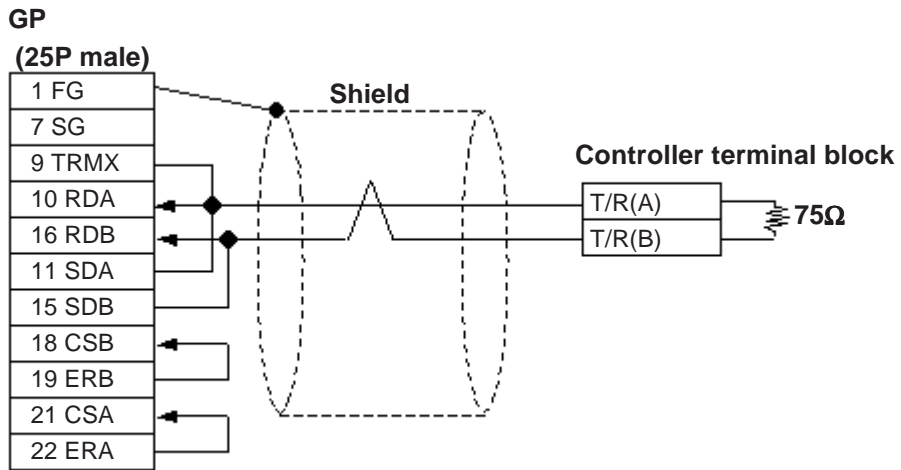 GP
(25P male)
1 FG
7 SG
9 TRMX
10 RDA
16 RDB
11 SDA
15 SDB
18 CSB
19 ERB
21 CSA
22 ERA
Shield
Controller terminal block
T/R(A)
T/R(B)
75Ω